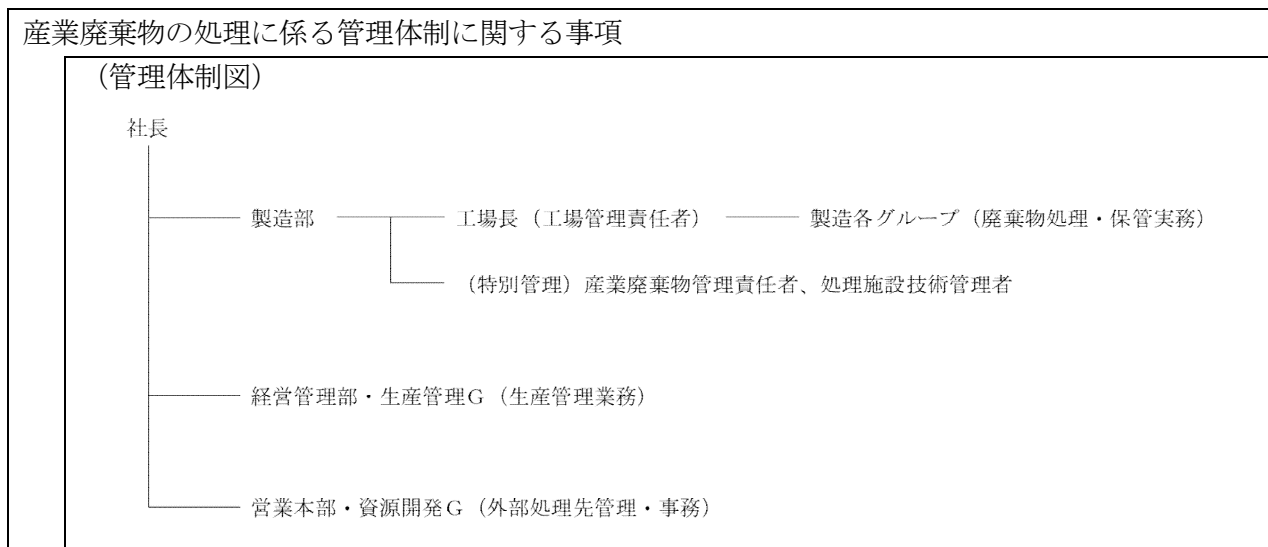 産業廃棄物の処理に係る管理体制に関する事項
（管理体制図）
社長
製造部 工場長（工場管理責任者） 製造各グループ（廃棄物処理・保管実務）
（特別管理）産業廃棄物管理責任者、処理施設技術管理者
経営管理部・生産管理Ｇ（生産管理業務）
営業本部・資源開発Ｇ（外部処理先管理・事務）